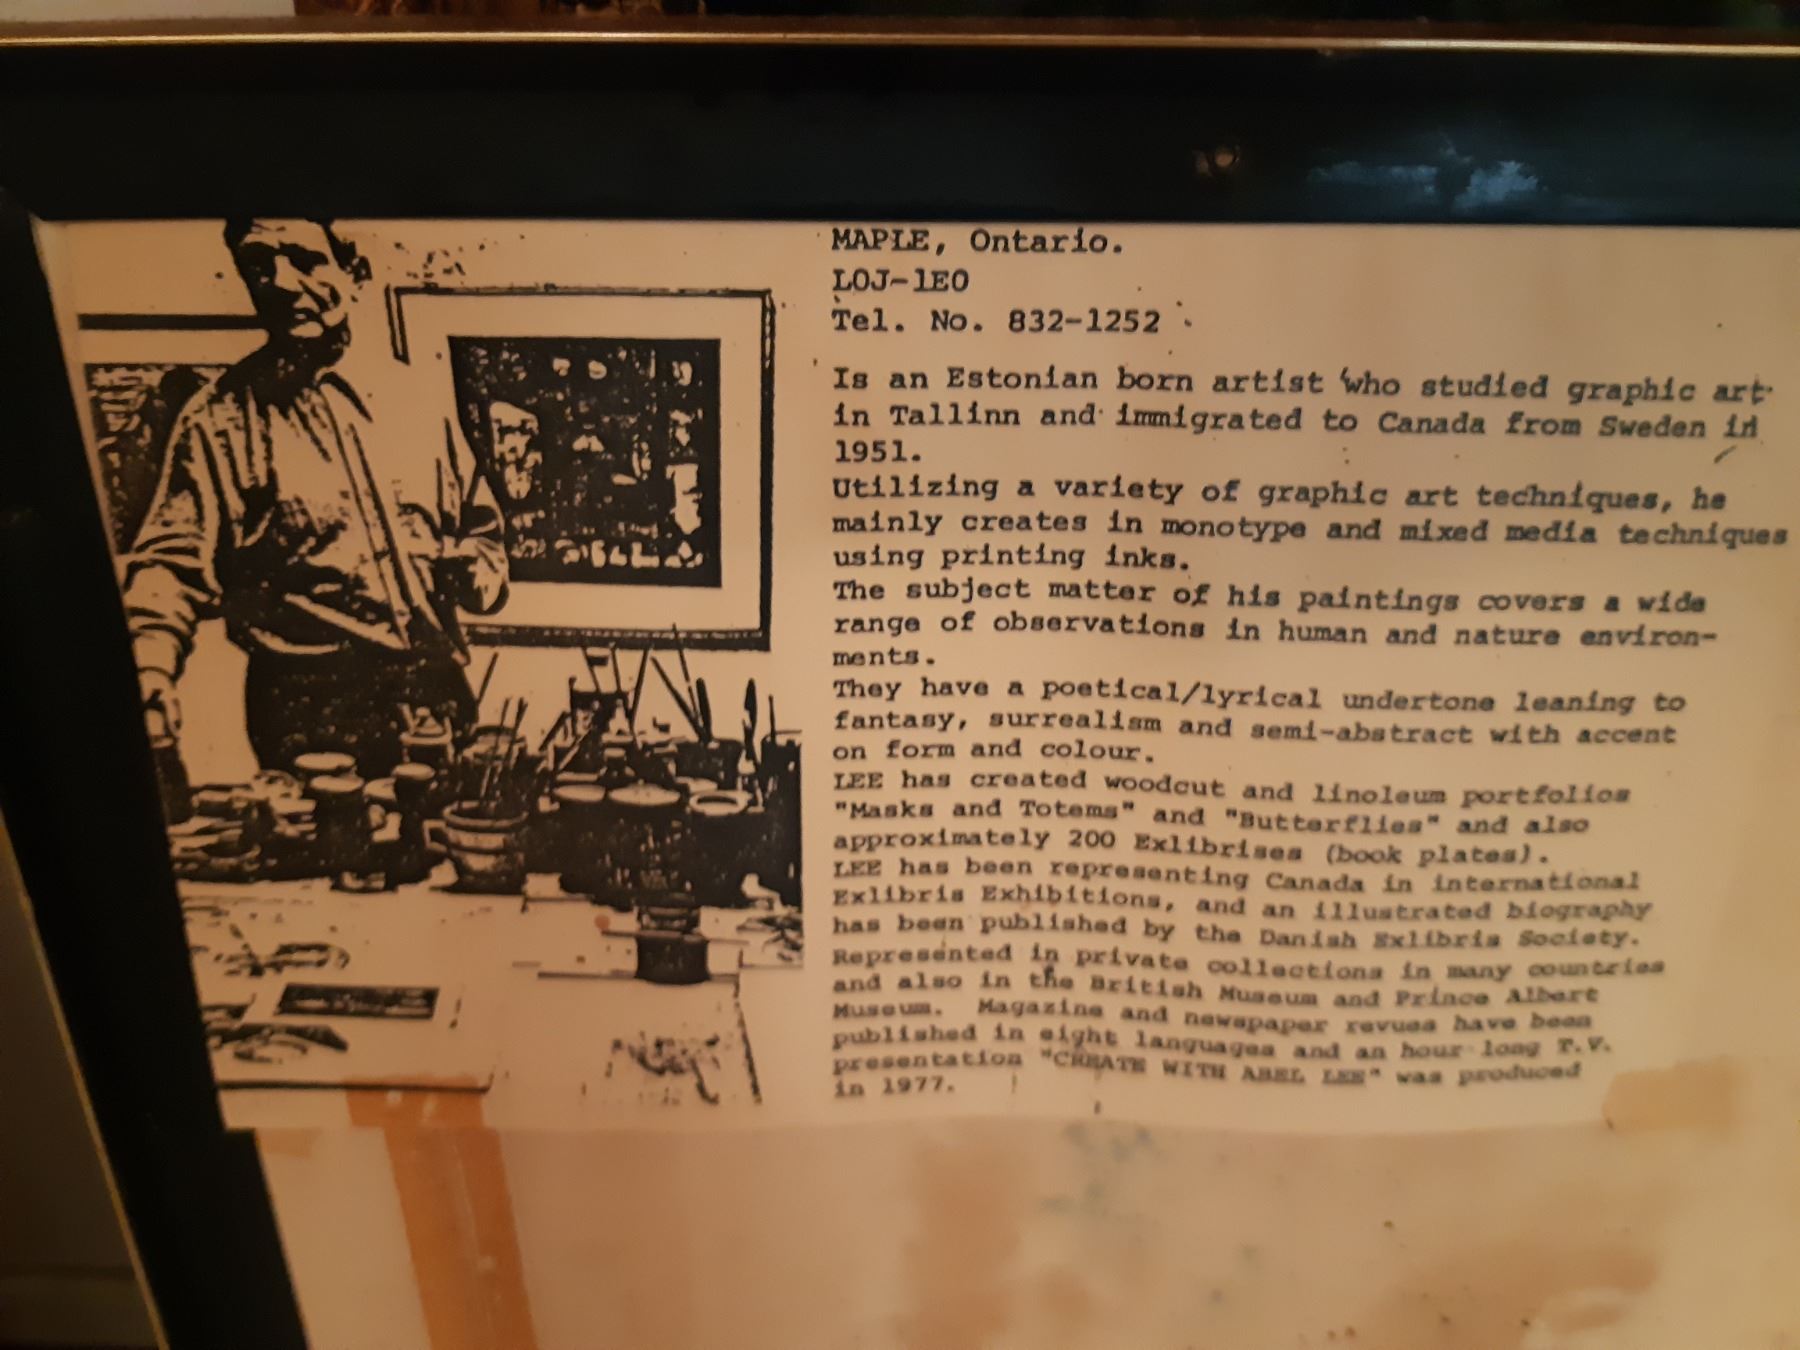 MAPLE, Ontario.
LOJ-1EO
Tel. No. 832-1252
Is an Estonian born artist who studied graphic art
in Tallinn and immigrated to Canada from Sweden in
1951.
Utilizing a variety of graphic art techniques, he
mainly creates in monotype and mixed media techniques
using printing inks.
The subject matter of his paintings covers a wide
range of observations in human and nature environ-
ments.
They have a poetical/lyrical undertone leaning to
fantasy, surrealism and semi-abstract with accent
on form and colour.
LEE has created woodcut and linoleum portfolios
"Masks and Totems" and "Butterflies" and also
approximately 200 Exlibrises (book plates).
LEE has been representing Canada in international
Exlibris Exhibitions, and an illustrated biography
has been published by the Danish Exlibris Society.
Represented in private collections in many countries
and also in the British Museum and Prince Albert
Museum. Magazine and newspaper revues have been
published in eight languages and an hour long T.V.
presentation "CREATE WITH ABEL LEE" was produced
in 1977.